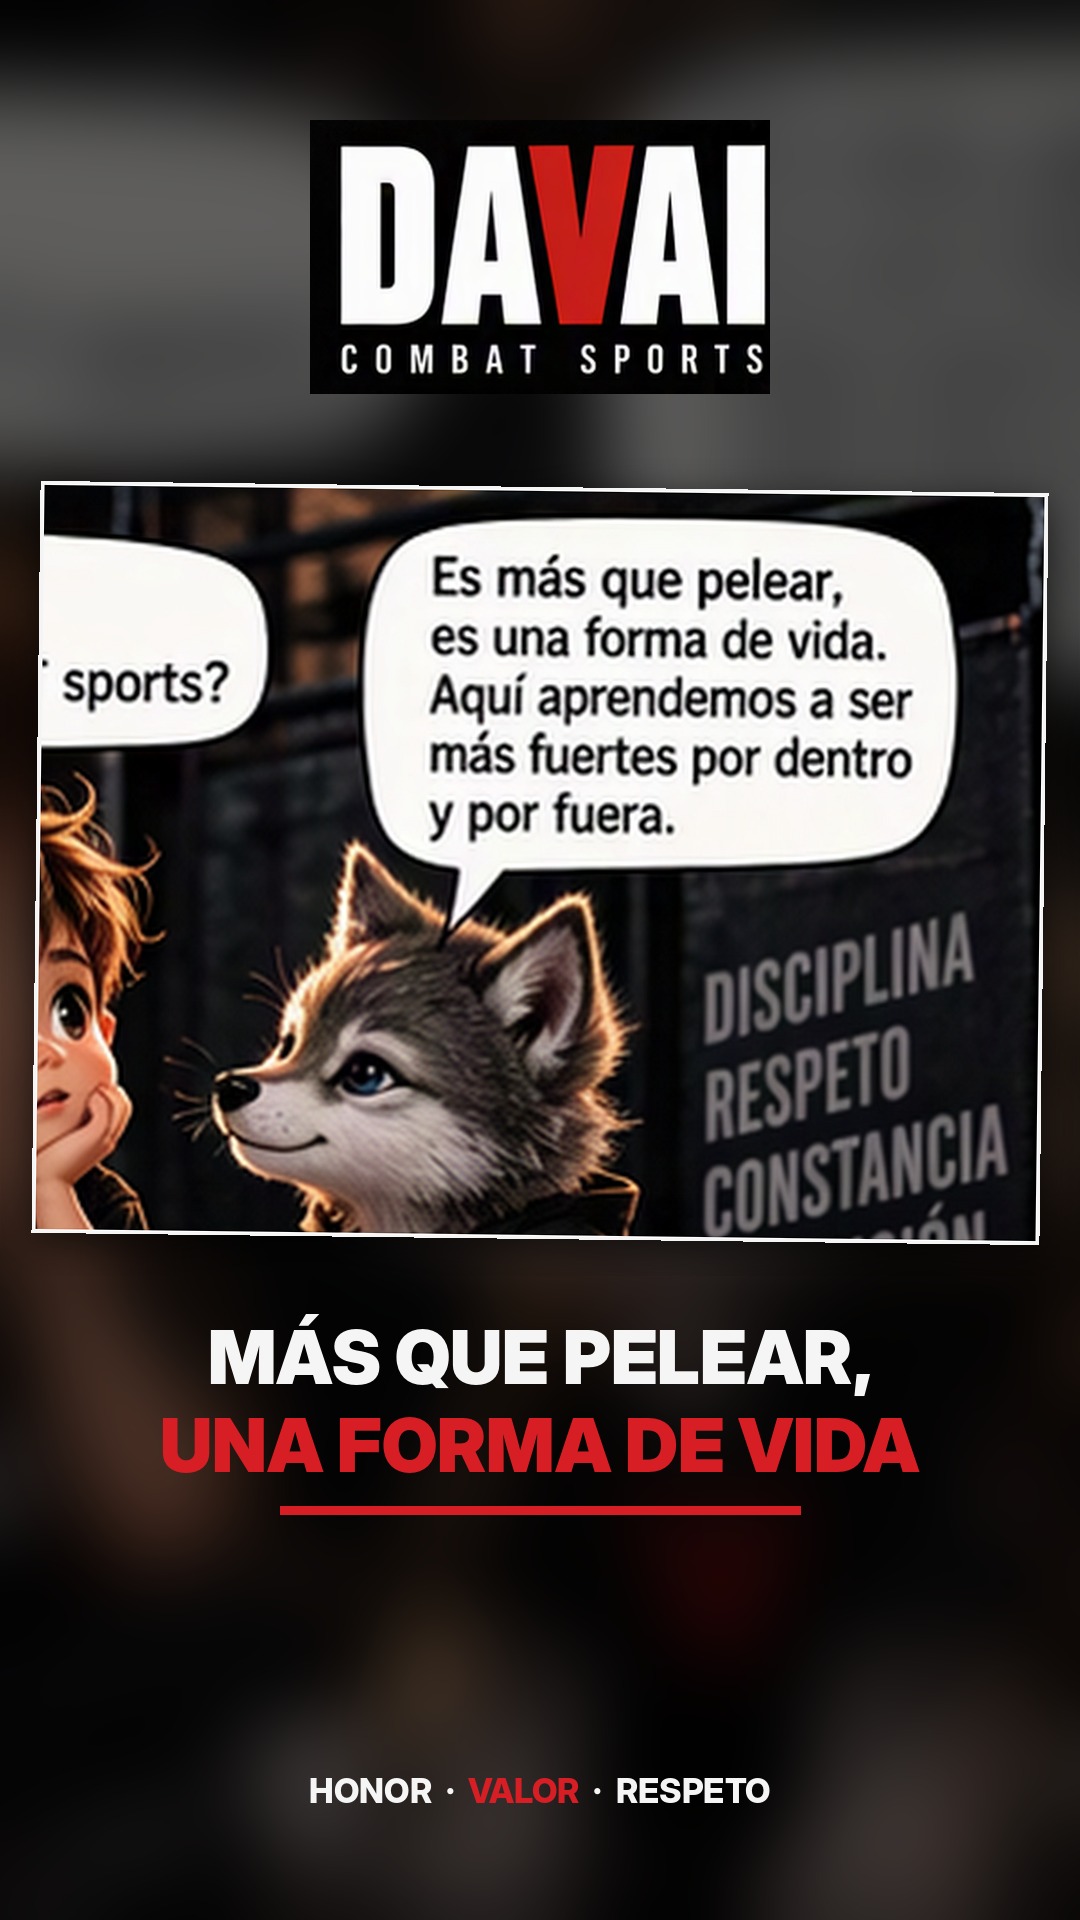 DAVAI
COMBAT SPORTS
sports?
Es más que pelear,
es una forma de vida.
Aquí aprendemos a ser
más fuertes por dentro
y por fuera.
DISCIPLINA
RESPETO
CONSTANCIA
MÁS QUE PELEAR,
UNA FORMA DE VIDA
HONOR · VALOR · RESPETO